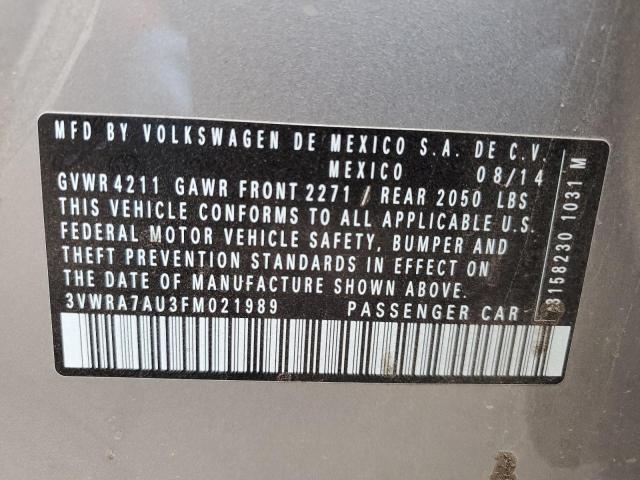 MFD BY VOLKSWAGEN DE MEXICO S.A. DE C.V.
MEXICO 08/14
GVWR 4211 GAWR FRONT 2271 / REAR 2050 LBS
THIS VEHICLE CONFORMS TO ALL APPLICABLE U.S.
FEDERAL MOTOR VEHICLE SAFETY, BUMPER AND
THEFT PREVENTION STANDARDS IN EFFECT ON
THE DATE OF MANUFACTURE SHOWN ABOVE.
3VWRA7AU3FM021989 PASSENGER CAR
3158230 1031 M